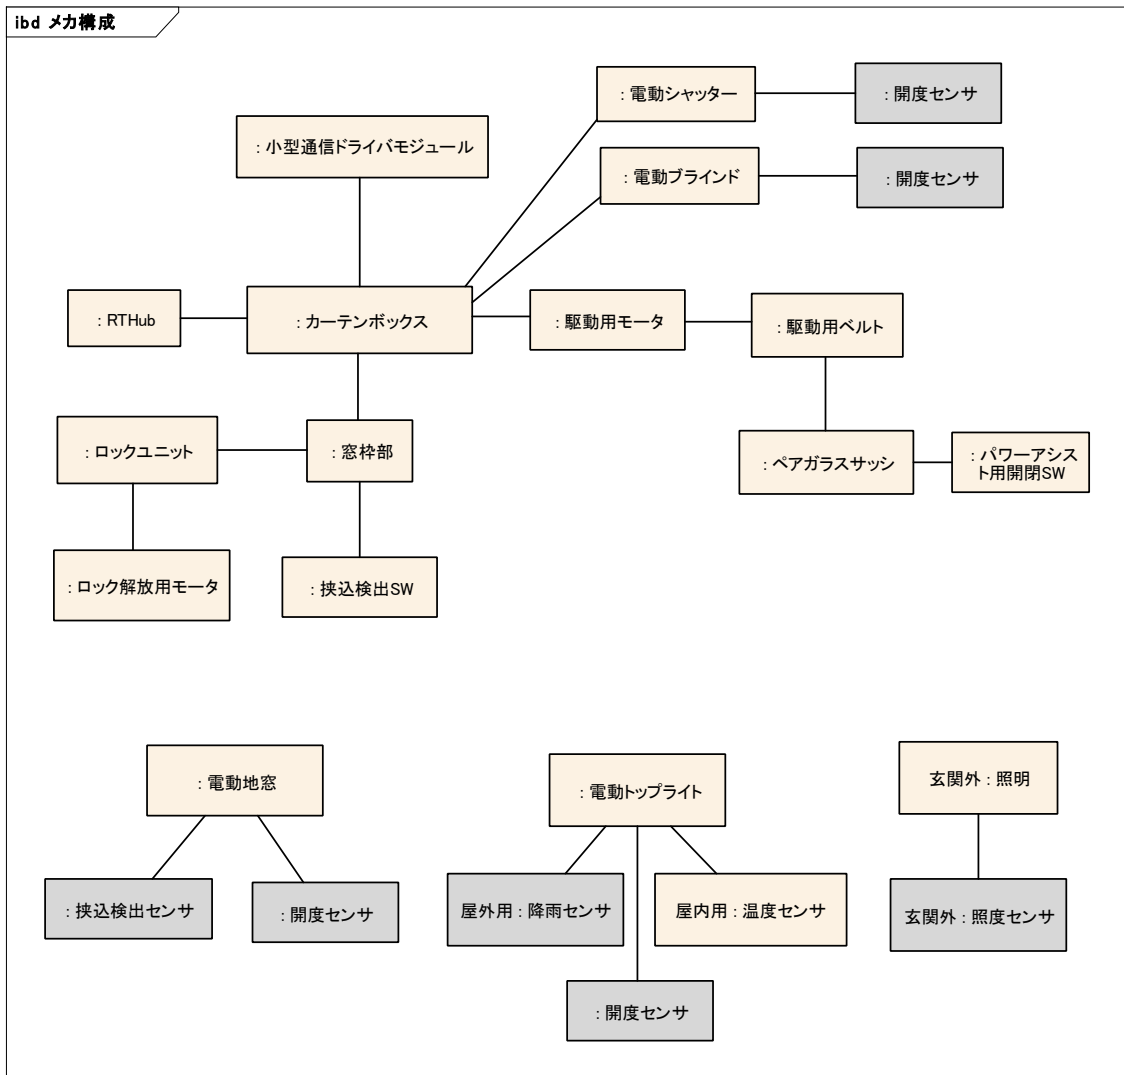 ibd メカ構成
: 電動シャッター
: 開度センサ
: 小型通信ドライバモジュール
: 電動ブラインド
: 開度センサ
: RTHub
: カーテンボックス
: 駆動用モータ
: 駆動用ベルト
: ロックユニット
: 窓枠部
: ペアガラスサッシ
: パワーアシス
ト用開閉SW
: ロック解放用モータ
: 挟込検出SW
: 電動地窓
: 電動トップライト
玄関外 : 照明
: 挟込検出センサ
: 開度センサ
屋外用 : 降雨センサ
屋内用 : 温度センサ
玄関外 : 照度センサ
: 開度センサ